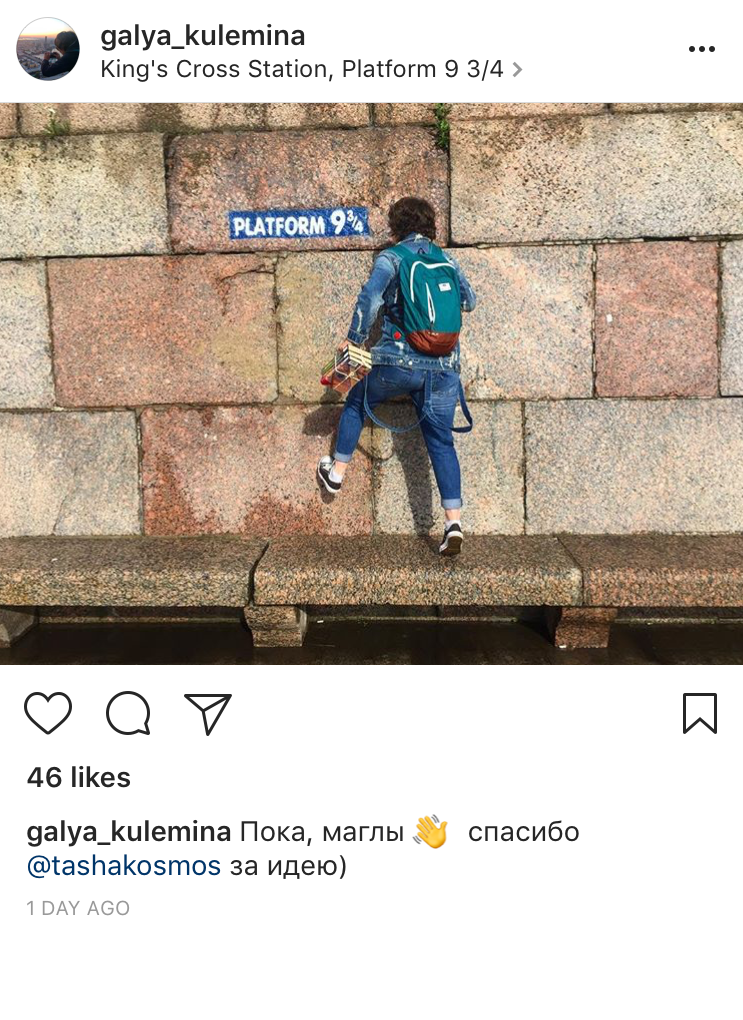 galya_kulemina
King's Cross Station, Platform 9 3/4
PLATFORM 9¾
46 likes
galya_kulemina Пока, маглы 👋 спасибо
@tashakosmos за идею)
1 DAY AGO